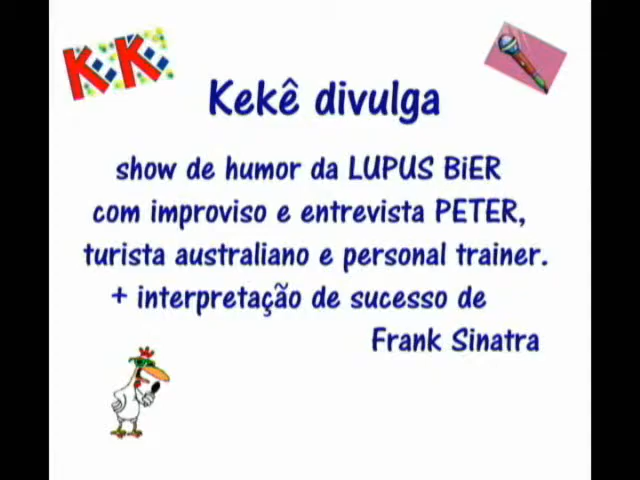 K.K.
Kekê divulga
show de humor da LUPUS BiER
com improviso e entrevista PETER,
turista australiano e personal trainer.
+ interpretação de sucesso de
Frank Sinatra